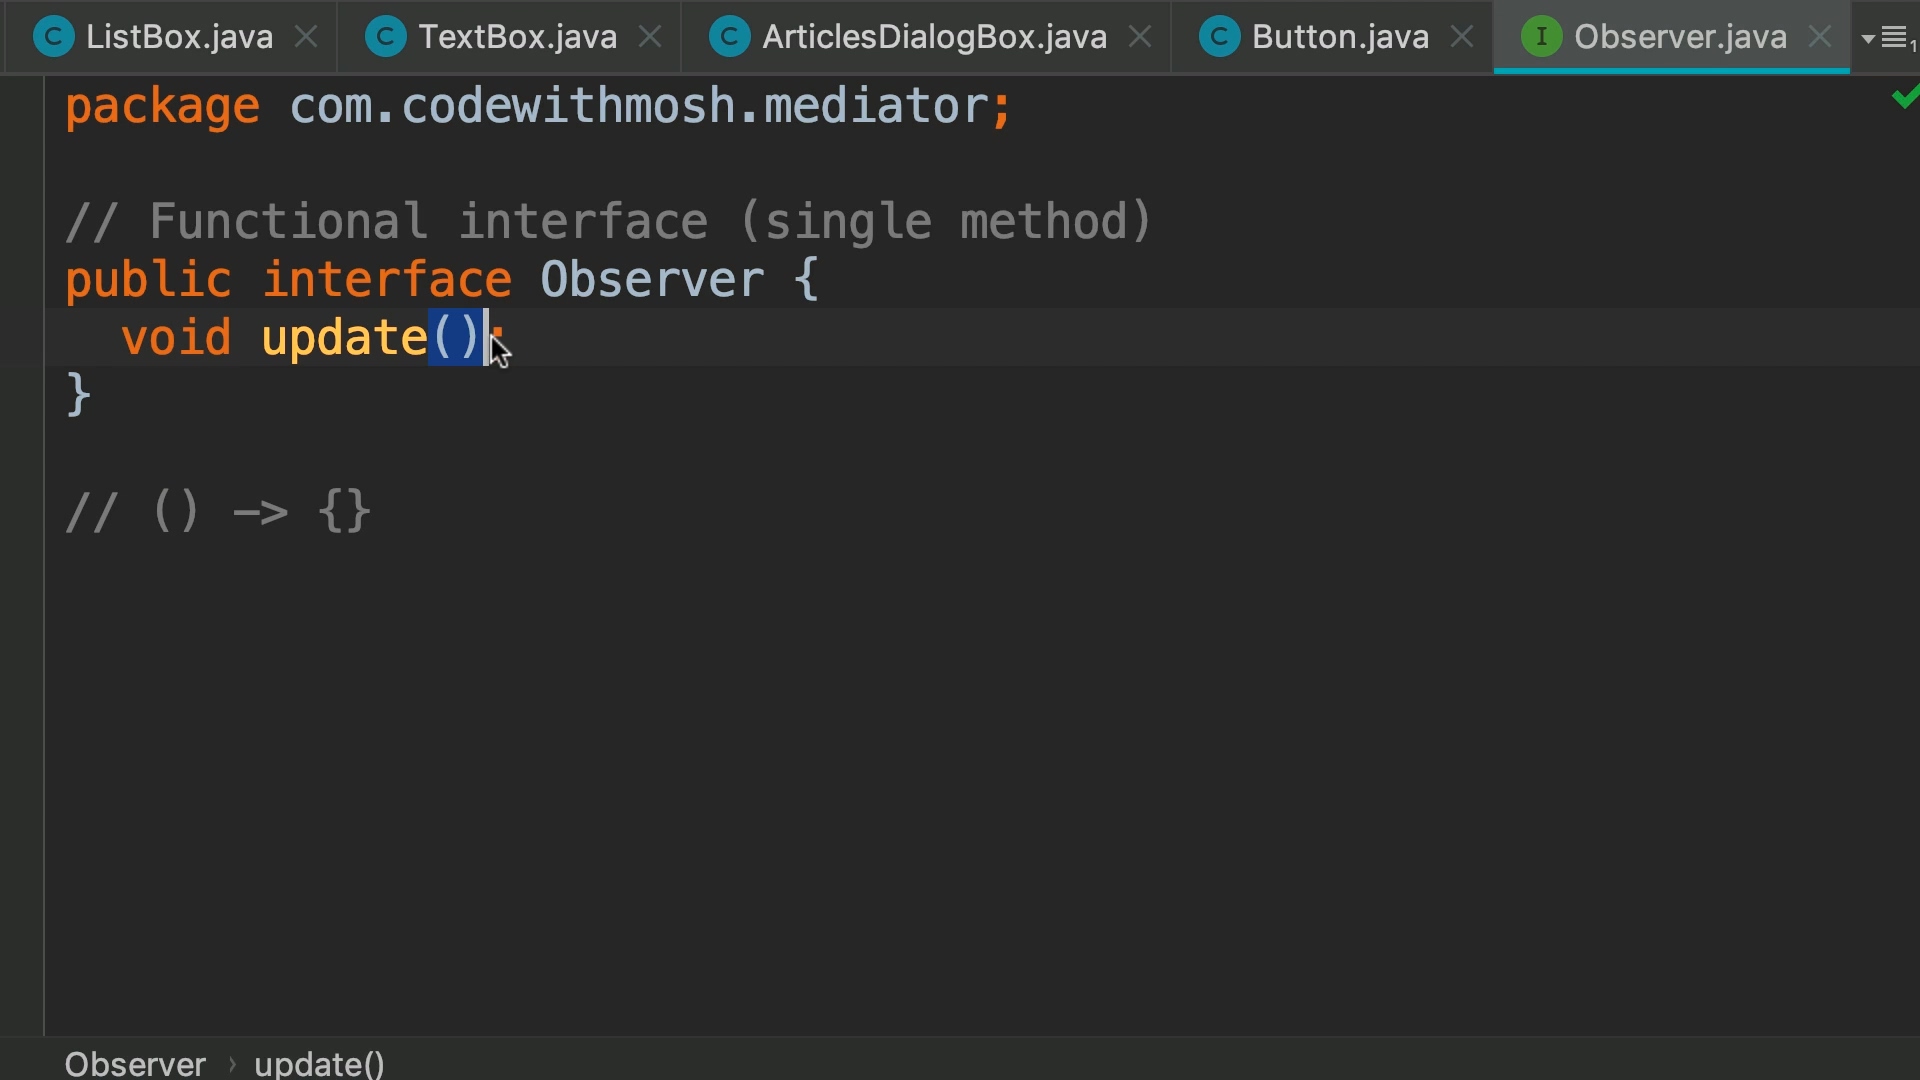 ListBox.java TextBox.java ArticlesDialogBox.java Button.java Observer.java
package com.codewithmosh.mediator;
// Functional interface (single method)
public interface Observer {
void update();
}
// () -> {}
Observer › update()